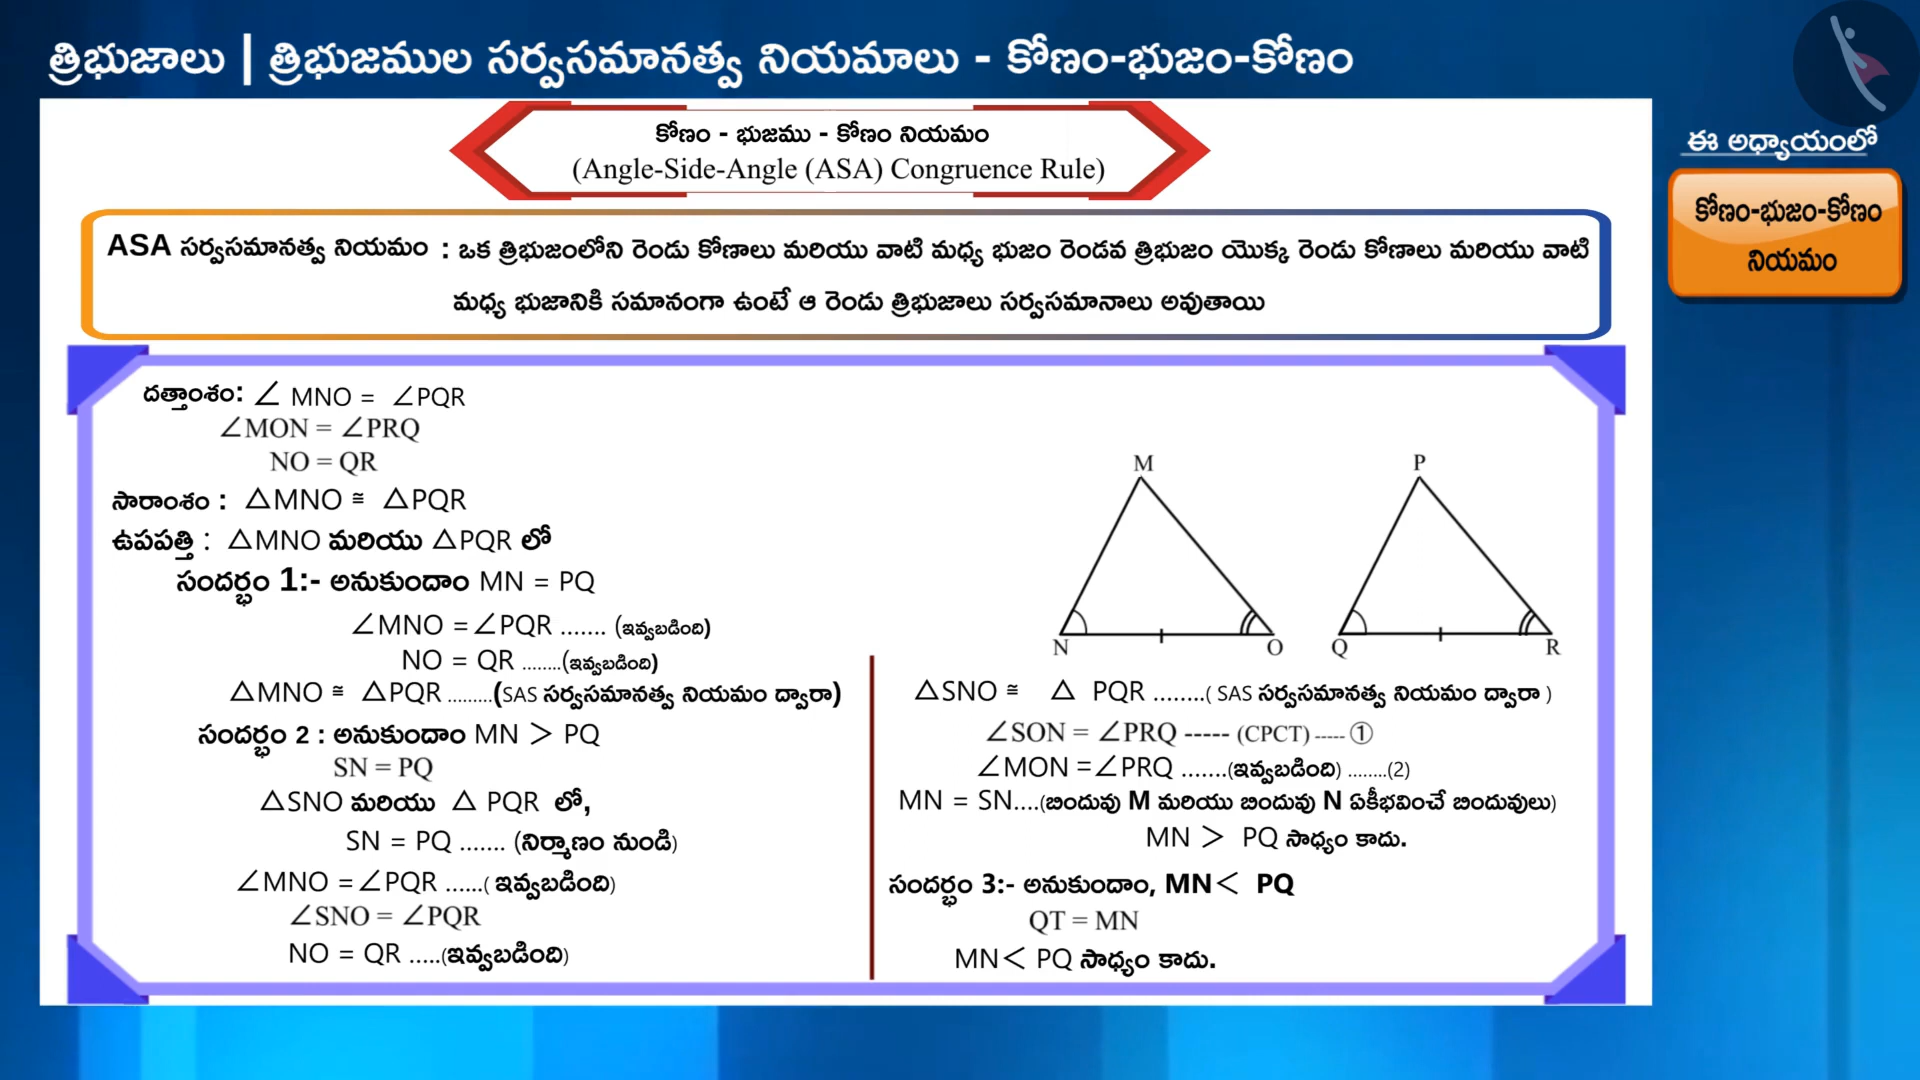 త్రిభుజాలు | త్రిభుజముల సర్వసమానత్వ నియమాలు - కోణం-భుజం-కోణం
ఈ అధ్యాయంలో
కోణం-భుజం-కోణం
నియమం
కోణం - భుజము - కోణం నియమం
(Angle-Side-Angle (ASA) Congruence Rule)
ASA సర్వసమానత్వ నియమం : ఒక త్రిభుజంలోని రెండు కోణాలు మరియు వాటి మధ్య భుజం రెండవ త్రిభుజం యొక్క రెండు కోణాలు మరియు వాటి
మధ్య భుజానికి సమానంగా ఉంటే ఆ రెండు త్రిభుజాలు సర్వసమానాలు అవుతాయి
దత్తాంశం: ∠ MNO = ∠PQR
∠MON = ∠PRQ
NO = QR
సారాంశం : △MNO ≅ △PQR
ఉపపత్తి : △MNO మరియు △PQR లో
సందర్భం 1:- అనుకుందాం MN = PQ
∠MNO =∠PQR ....... (ఇవ్వబడింది)
NO = QR ........(ఇవ్వబడింది)
△MNO ≅ △PQR .........(SAS సర్వసమానత్వ నియమం ద్వారా)
సందర్భం 2 : అనుకుందాం MN > PQ
SN = PQ
△SNO మరియు △ PQR లో,
SN = PQ ....... (నిర్మాణం నుండి)
∠MNO =∠PQR ......( ఇవ్వబడింది)
∠SNO = ∠PQR
NO = QR .....(ఇవ్వబడింది)
M
P
N
O
Q
R
△SNO ≅ △ PQR ........( SAS సర్వసమానత్వ నియమం ద్వారా )
∠SON = ∠PRQ ----- (CPCT) ----- ①
∠MON =∠PRQ .......(ఇవ్వబడింది) ........(2)
MN = SN....(బిందువు M మరియు బిందువు N ఏకీభవించే బిందువులు)
MN > PQ సాధ్యం కాదు.
సందర్భం 3:- అనుకుందాం, MN< PQ
QT = MN
MN< PQ సాధ్యం కాదు.